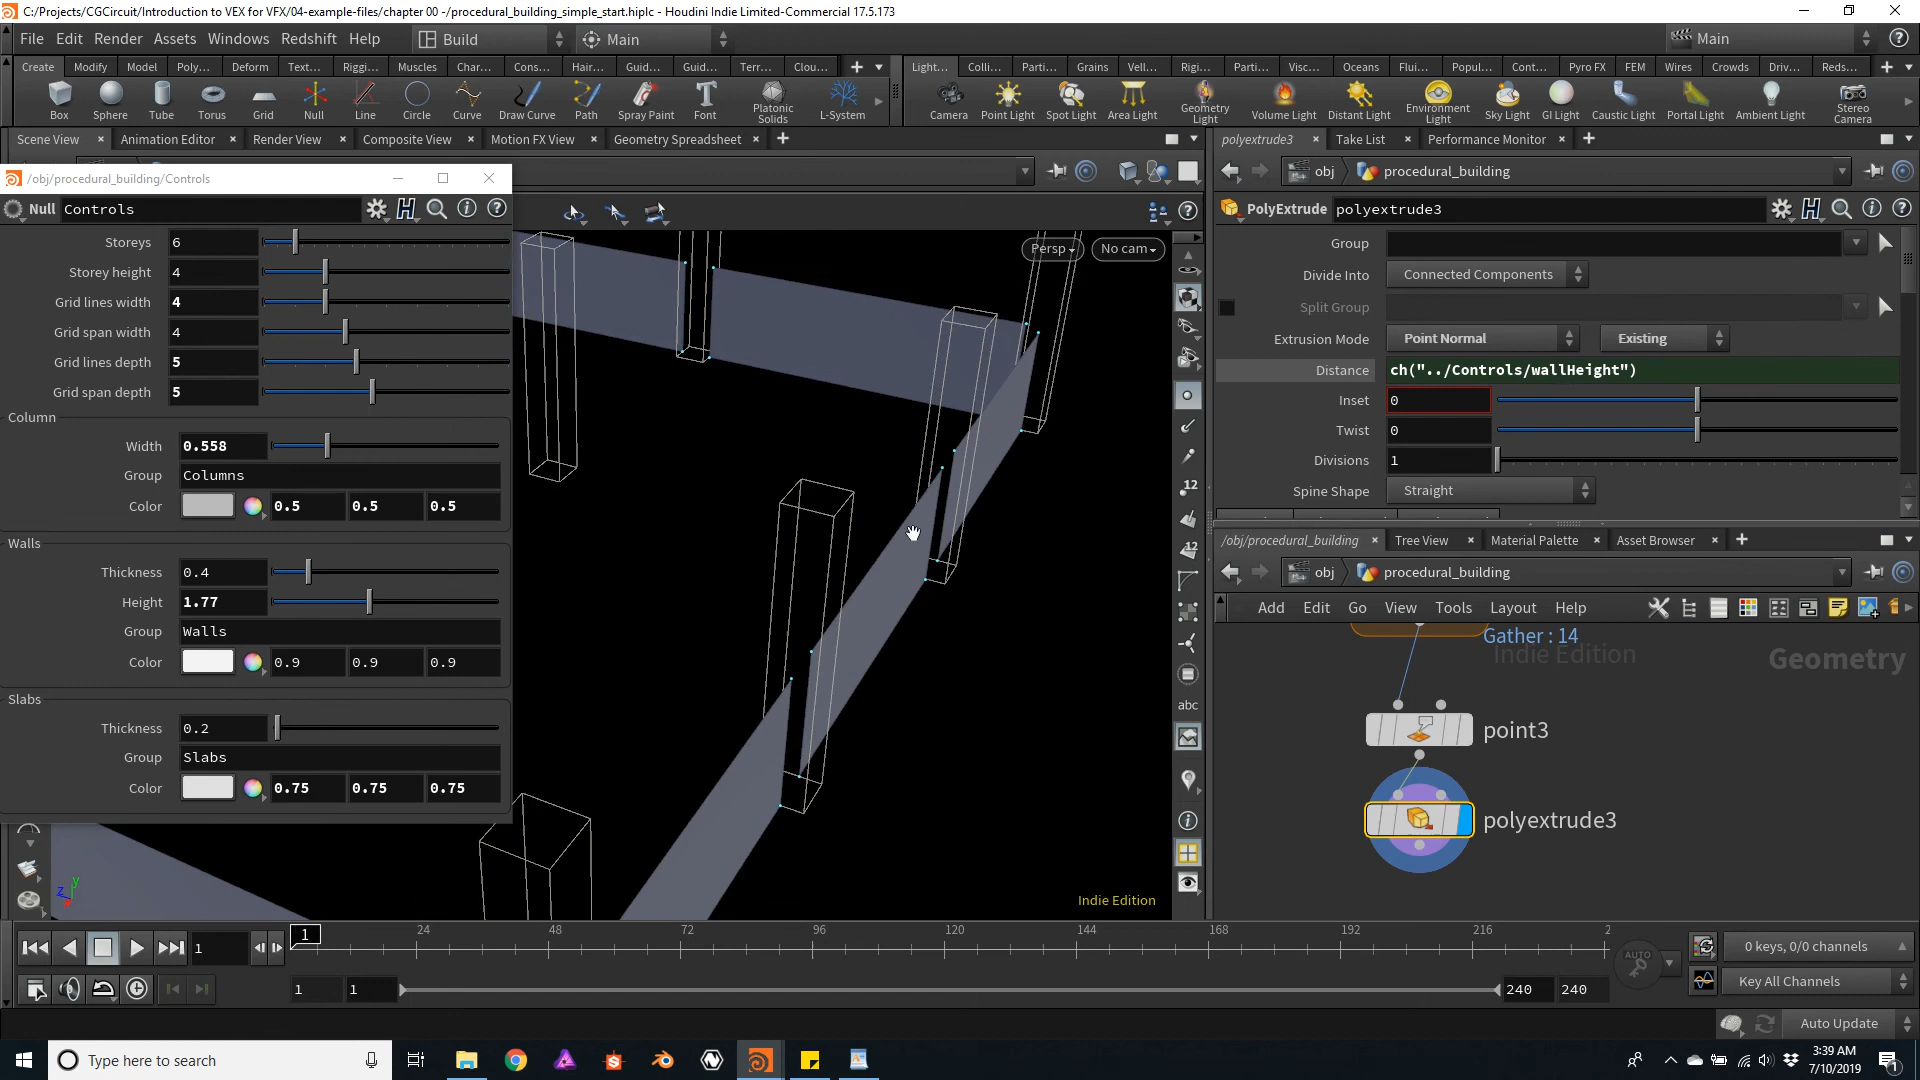 C:/Projects/CGCircuit/Introduction to VEX for VFX/04-example-files/chapter 00 -/procedural_building_simple_start.hiplc - Houdini Indie Limited-Commercial 17.5.173
File Edit Render Assets Windows Redshift Help Build Main Main
Create Modify Model Poly... Deform Text... Riggi... Muscles Char... Cons... Hair... Guid... Guid... Terr... Clou...
Light... Colli... Parti... Grains Vell... Rigi... Parti... Visc... Oceans Flui... Popul... Cont... Pyro FX FEM Wires Crowds Driv... Reds...
Box Sphere Tube Torus Grid Null Line Circle Curve Draw Curve Path Spray Paint Font Platonic Solids L-System
Camera Point Light Spot Light Area Light Geometry Light Volume Light Distant Light Environment Light Sky Light GI Light Caustic Light Portal Light Ambient Light Stereo Camera
Scene View Animation Editor Render View Composite View Motion FX View Geometry Spreadsheet
polyextrude3 Take List Performance Monitor
/obj/procedural_building/Controls
Null Controls
Storeys 6
Storey height 4
Grid lines width 4
Grid span width 4
Grid lines depth 5
Grid span depth 5
Column
Width 0.558
Group Columns
Color 0.5 0.5 0.5
Walls
Thickness 0.4
Height 1.77
Group Walls
Color 0.9 0.9 0.9
Slabs
Thickness 0.2
Group Slabs
Color 0.75 0.75 0.75
Persp No cam
12
12
abc
z y
Indie Edition
obj procedural_building
PolyExtrude polyextrude3
Group
Divide Into Connected Components
Split Group
Extrusion Mode Point Normal Existing
Distance ch("../Controls/wallHeight")
Inset 0
Twist 0
Divisions 1
Spine Shape Straight
/obj/procedural_building Tree View Material Palette Asset Browser
obj procedural_building
Add Edit Go View Tools Layout Help
Gather : 14
Indie Edition
Geometry
point3
polyextrude3
1 1 24 48 72 96 120 144 168 192 216 2
AUTO
0 keys, 0/0 channels
1 1 240 240
Key All Channels
Auto Update
Type here to search
3:39 AM
7/10/2019
1